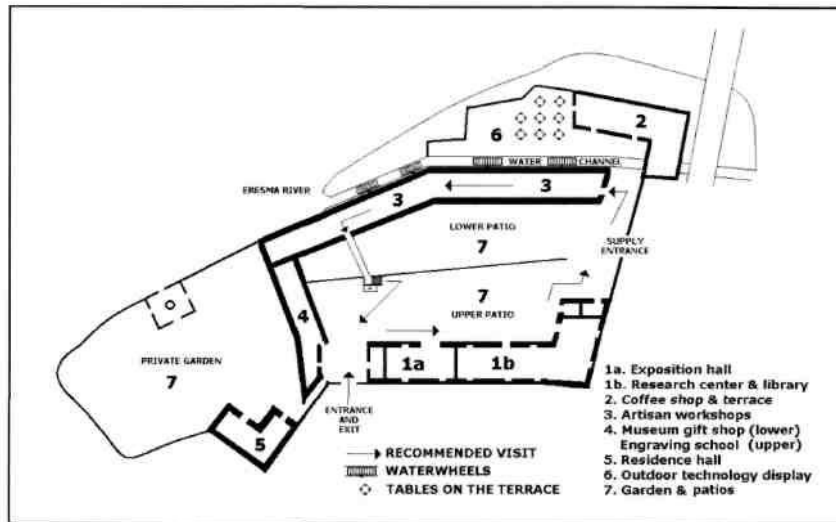 2
6
WATER CHANNEL
ERESMA RIVER
3
3
LOWER PATIO
7
SUPPLY
ENTRANCE
7
UPPER PATIO
4
PRIVATE GARDEN
7
1a
1b
5
ENTRANCE
AND
EXIT
RECOMMENDED VISIT
WATERWHEELS
TABLES ON THE TERRACE
1a. Exposition hall
1b. Research center & library
2. Coffee shop & terrace
3. Artisan workshops
4. Museum gift shop (lower)
Engraving school (upper)
5. Residence hall
6. Outdoor technology display
7. Garden & patios